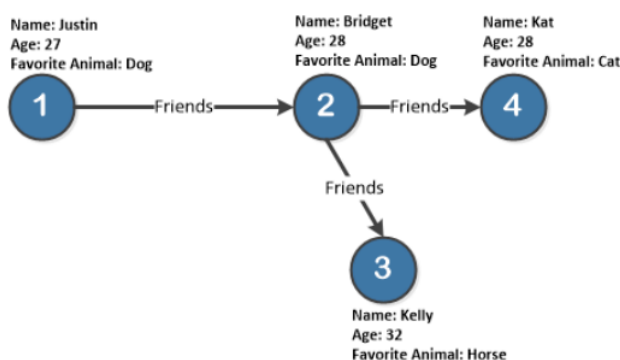 Name: Justin
Age: 27
Favorite Animal: Dog
Name: Bridget
Age: 28
Favorite Animal: Dog
Name: Kat
Age: 28
Favorite Animal: Cat
1
Friends
2
Friends
4
Friends
3
Name: Kelly
Age: 32
Favorite Animal: Horse